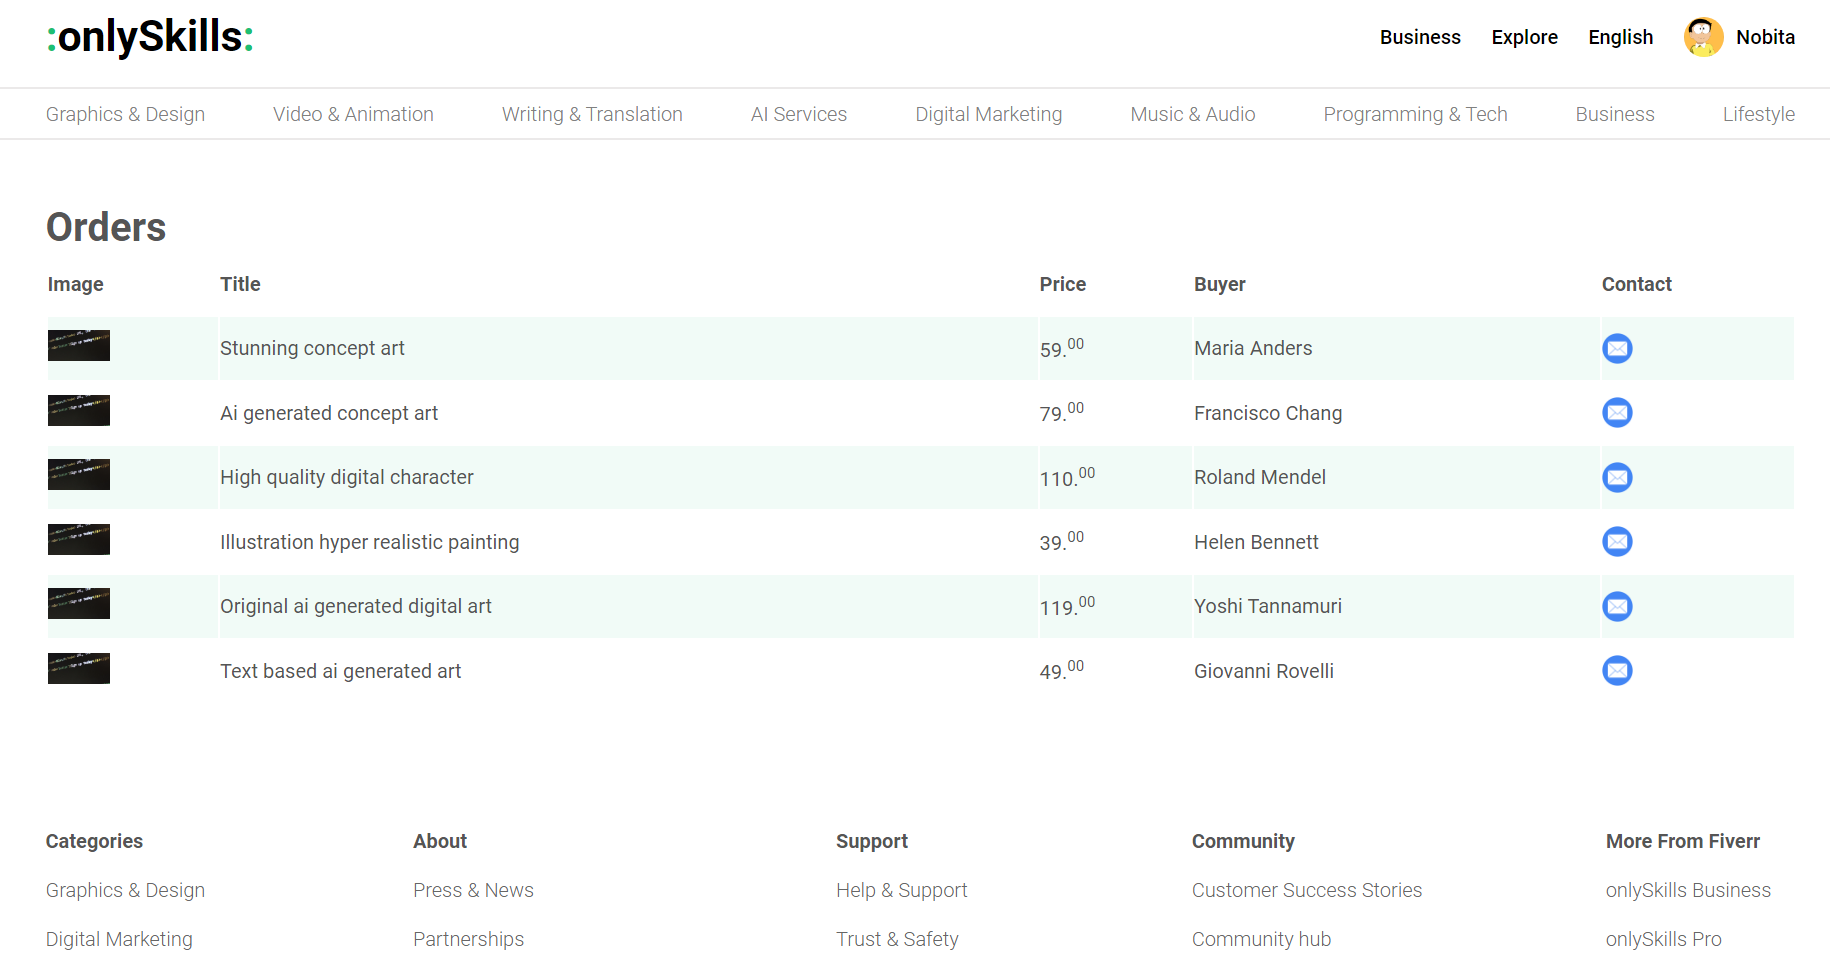 :onlySkills:
Business Explore English Nobita
Graphics & Design Video & Animation Writing & Translation AI Services Digital Marketing Music & Audio Programming & Tech Business Lifestyle
Orders
Image Title Price Buyer Contact
Stunning concept art 59.00 Maria Anders
Ai generated concept art 79.00 Francisco Chang
High quality digital character 110.00 Roland Mendel
Illustration hyper realistic painting 39.00 Helen Bennett
Original ai generated digital art 119.00 Yoshi Tannamuri
Text based ai generated art 49.00 Giovanni Rovelli
Categories About Support Community More From Fiverr
Graphics & Design Press & News Help & Support Customer Success Stories onlySkills Business
Digital Marketing Partnerships Trust & Safety Community hub onlySkills Pro